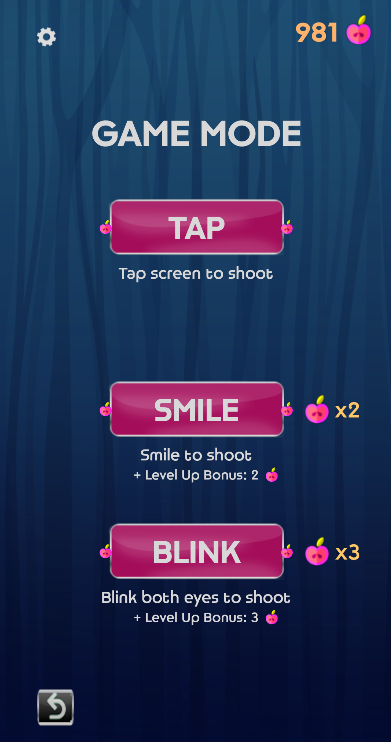 981
GAME MODE
TAP
Tap screen to shoot
SMILE
x2
Smile to shoot
+ Level Up Bonus: 2
BLINK
x3
Blink both eyes to shoot
+ Level Up Bonus: 3